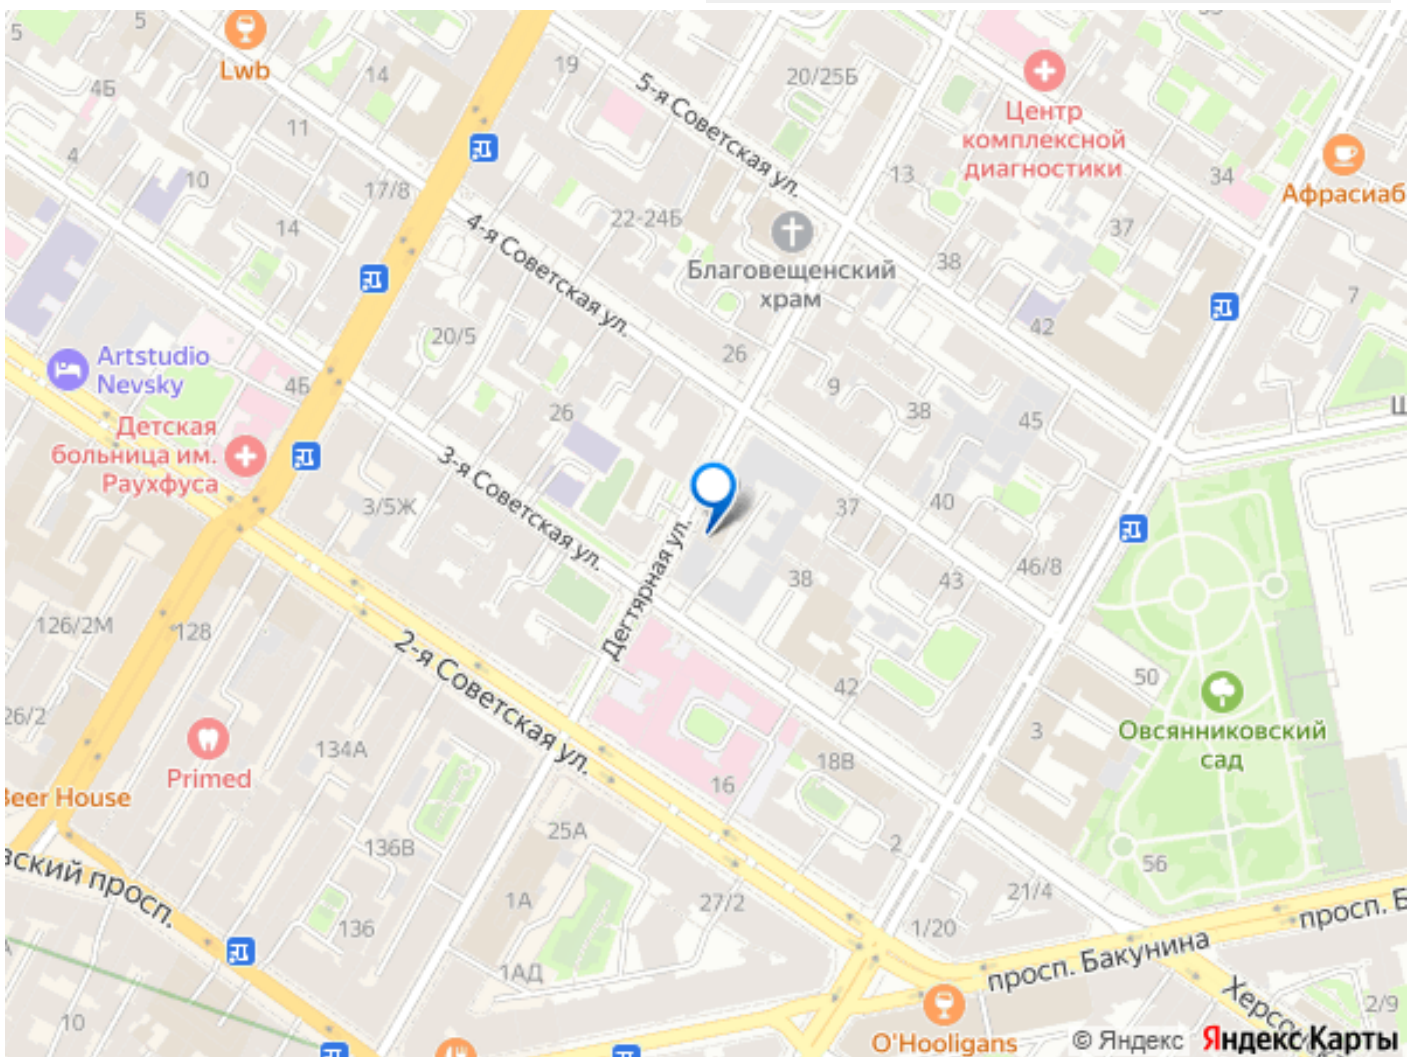 5
5
Lwb
14
19
4Б
11
4
10
17/8
14
5-я Советская ул.
20/25Б
Центр
комплексной
диагностики
13
34
Афрасиаб
37
22-24Б
4-я Советская ул.
Благовещенский
храм
38
7
42
20/5
26
Artstudio
Nevsky
4Б
9
38
45
26
Детская
больница им.
Раухфуса
3-я Советская ул.
3/5Ж
37
40
Дегтярная ул.
38
43
46/8
126/2М
128
2-я Советская ул.
42
50
26/2
3
Овсянниковский
сад
Primed
134А
18В
16
Beer House
25А
136В
2
56
вский просп.
1А
27/2
21/4
136
1/20
просп. Б
просп. Бакунина
1АД
Херсо
2/9
10
O'Hooligans
© Яндекс Яндекс Карты